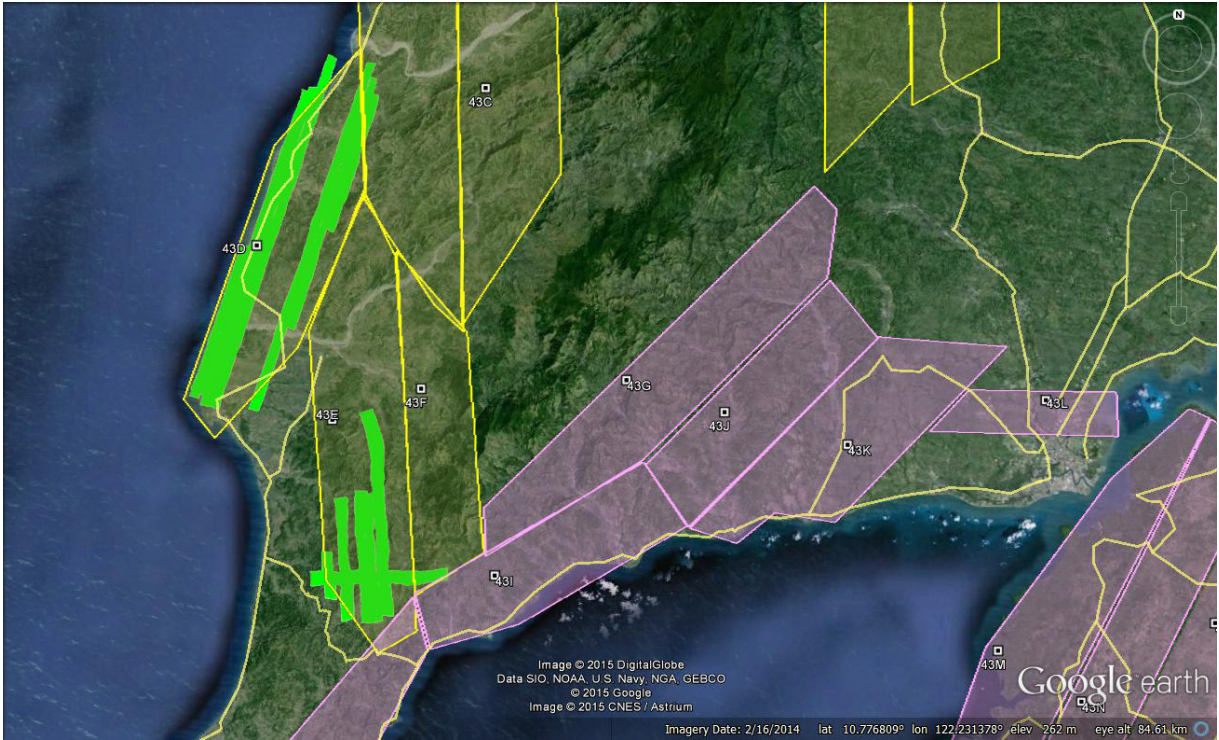 N
43C
43D
43G
43F
43L
43J
43E
43K
43I
43M
43N
Image © 2015 DigitalGlobe
Data SIO, NOAA, U.S. Navy, NGA, GEBCO
© 2015 Google
Image © 2015 CNES / Astrium
Google earth
Imagery Date: 2/16/2014 lat 10.776809° lon 122.231378° elev 262 m eye alt 84.61 km